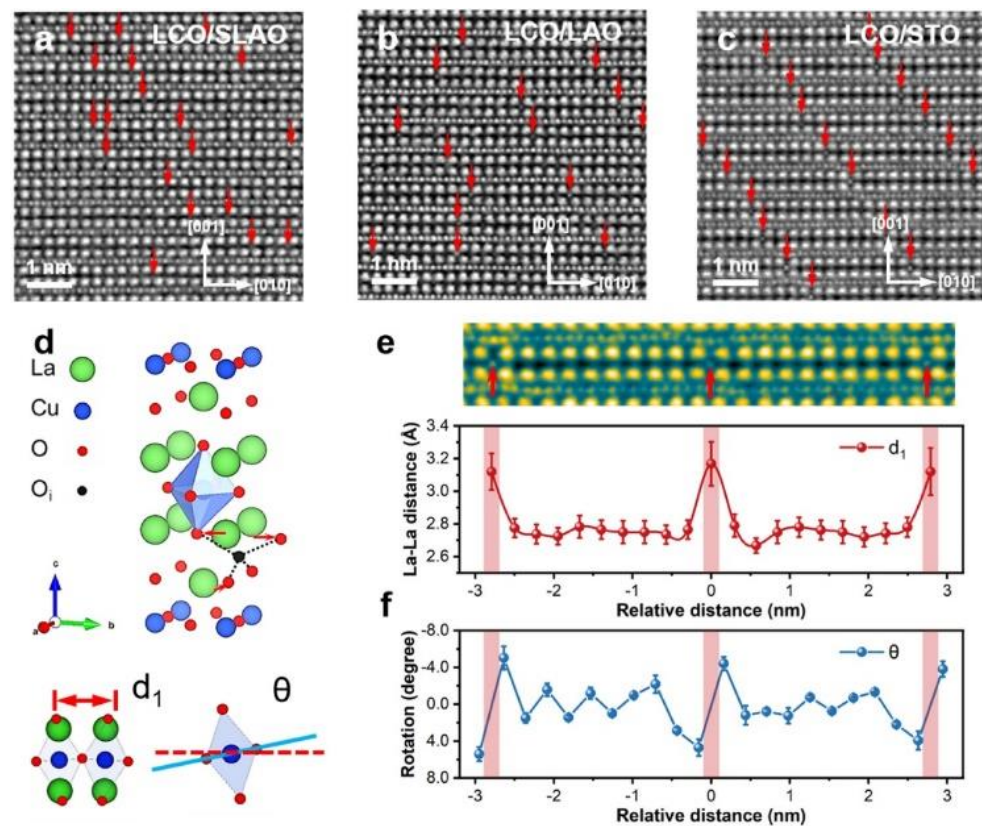 a LCO/SLAO
[001]
1 nm
[010]
b LCO/LAO
[001]
1 nm
[010]
c LCO/STO
[001]
1 nm
[010]
d
La
Cu
O
Oᵢ
c
a
b
d₁
θ
e
La-La distance (Å)
3.4
3.2
3.0
2.8
2.6
d₁
-3 -2 -1 0 1 2 3
Relative distance (nm)
f
Rotation (degree)
-8.0
-4.0
0.0
4.0
8.0
θ
-3 -2 -1 0 1 2 3
Relative distance (nm)